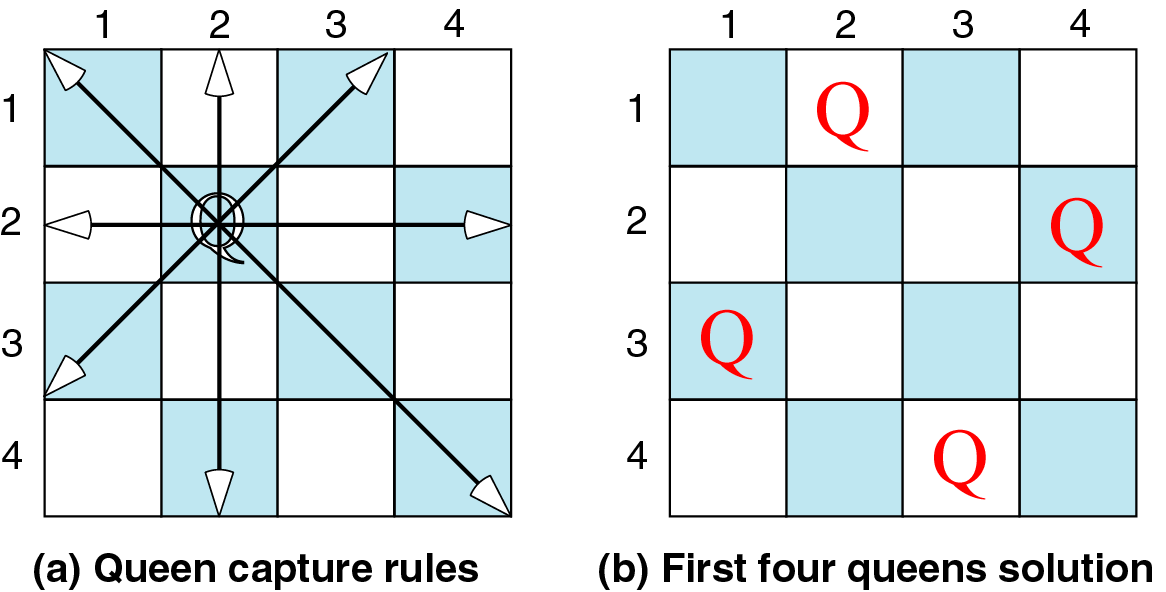 1 2 3 4
1
2 Q
3
4
(a) Queen capture rules
1 2 3 4
1 Q
2 Q
3 Q
4 Q
(b) First four queens solution